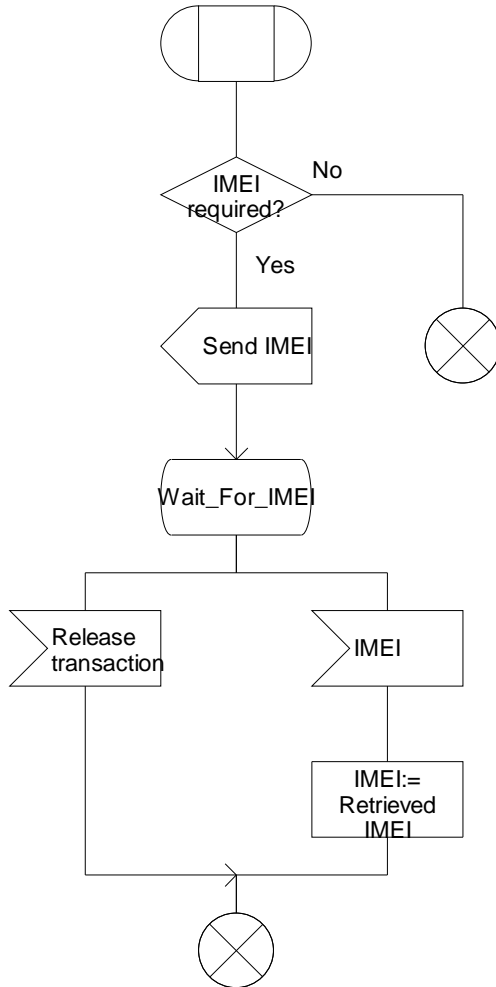 No
IMEI
required?
Yes
Send IMEI
Wait_For_IMEI
Release
transaction
IMEI
IMEI:=
Retrieved
IMEI